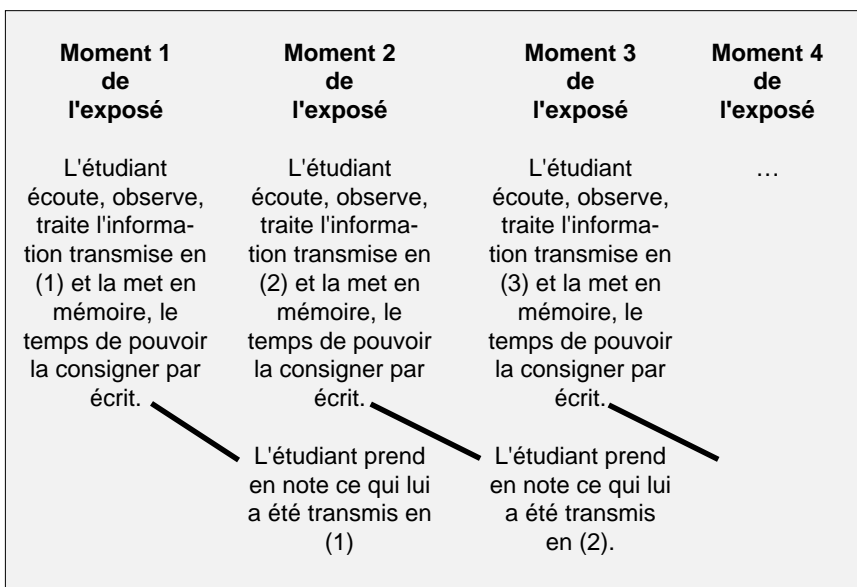 Moment 1
de
l'exposé
L'étudiant
écoute, observe,
traite l'informa-
tion transmise en
(1) et la met en
mémoire, le
temps de pouvoir
la consigner par
écrit.
Moment 2
de
l'exposé
L'étudiant
écoute, observe,
traite l'informa-
tion transmise en
(2) et la met en
mémoire, le
temps de pouvoir
la consigner par
écrit.
L'étudiant prend
en note ce qui lui
a été transmis en
(1)
Moment 3
de
l'exposé
L'étudiant
écoute, observe,
traite l'informa-
tion transmise en
(3) et la met en
mémoire, le
temps de pouvoir
la consigner par
écrit.
L'étudiant prend
en note ce qui lui
a été transmis
en (2).
Moment 4
de
l'exposé
…